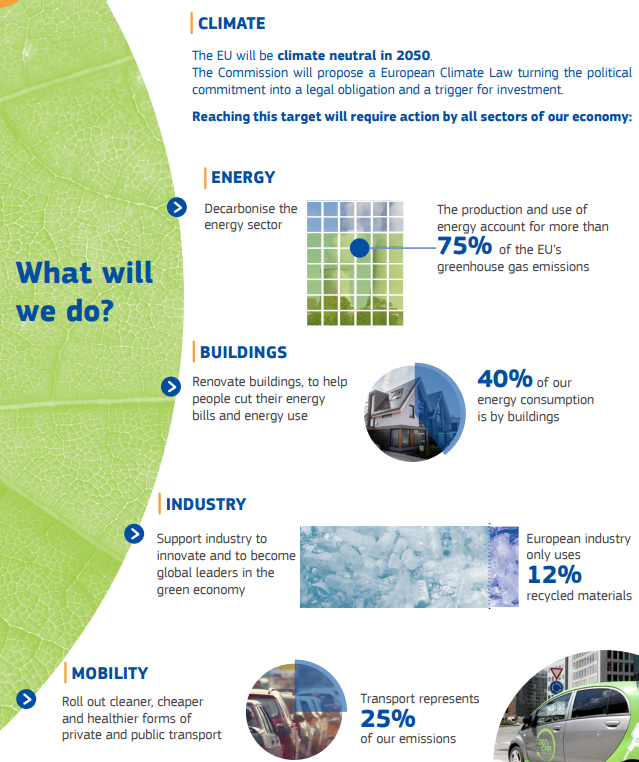 CLIMATE
The EU will be climate neutral in 2050.
The Commission will propose a European Climate Law turning the political
commitment into a legal obligation and a trigger for investment.
Reaching this target will require action by all sectors of our economy:
What will
we do?
ENERGY
Decarbonise the
energy sector
The production and use of
energy account for more than
75% of the EU's
greenhouse gas emissions
BUILDINGS
Renovate buildings, to help
people cut their energy
bills and energy use
40% of our
energy consumption
is by buildings
INDUSTRY
Support industry to
innovate and to become
global leaders in the
green economy
European industry
only uses
12%
recycled materials
MOBILITY
Roll out cleaner, cheaper
and healthier forms of
private and public transport
Transport represents
25%
of our emissions